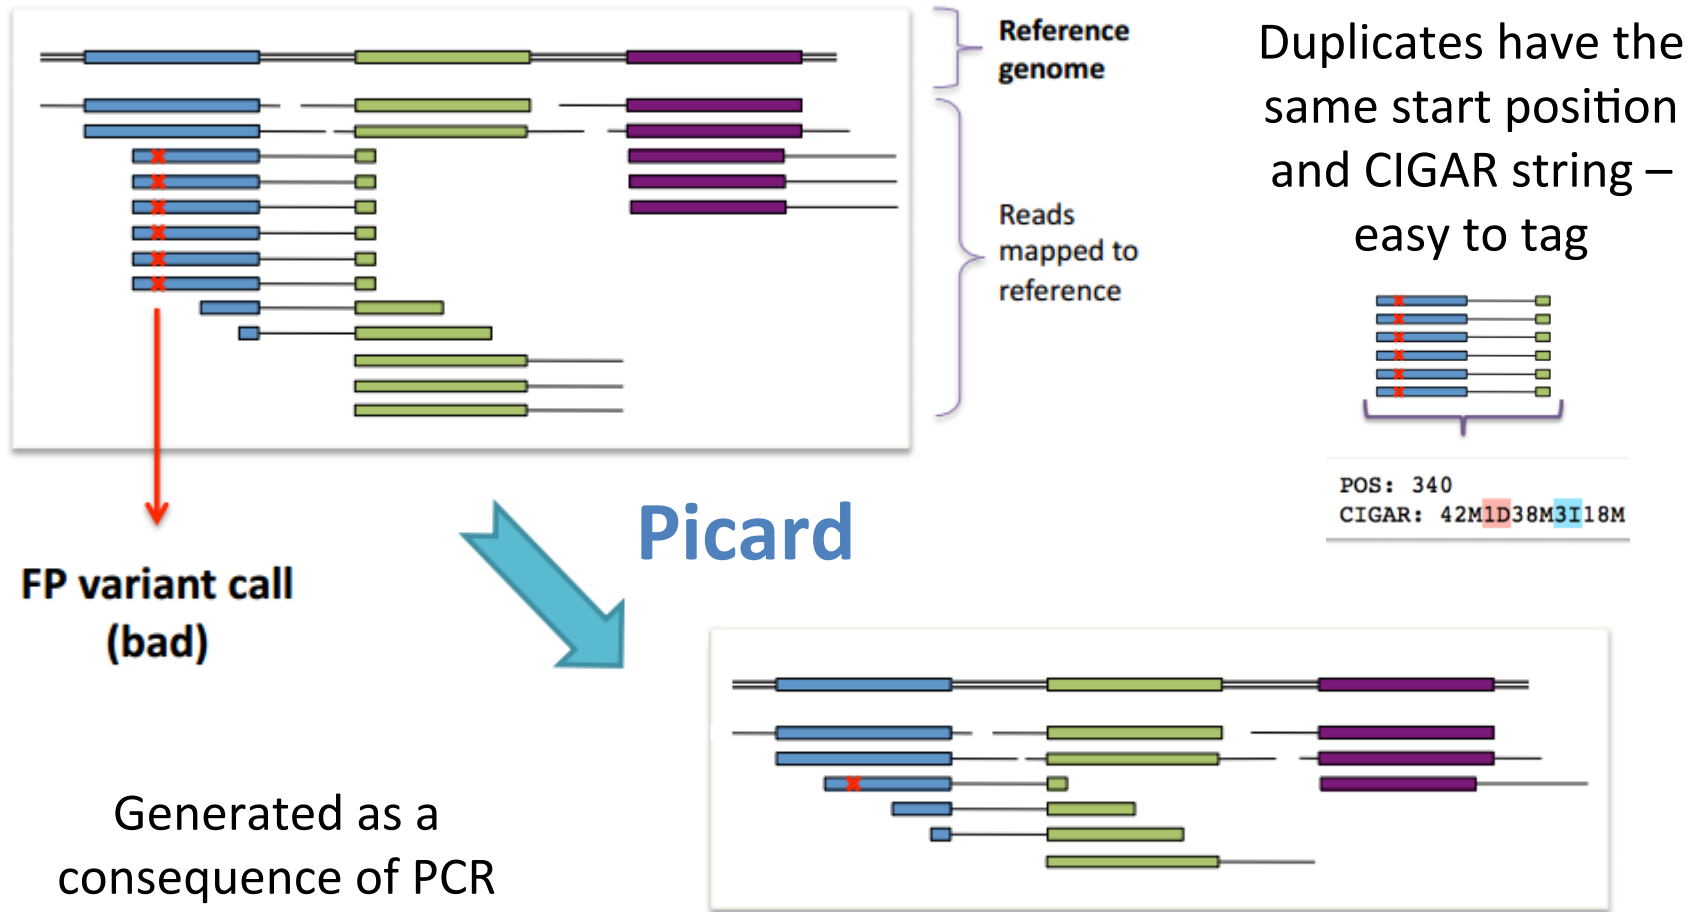 Reference
genome
Reads
mapped to
reference
Duplicates have the
same start position
and CIGAR string –
easy to tag
POS: 340
CIGAR: 42M1D38M3I18M
Picard
FP variant call
(bad)
Generated as a
consequence of PCR